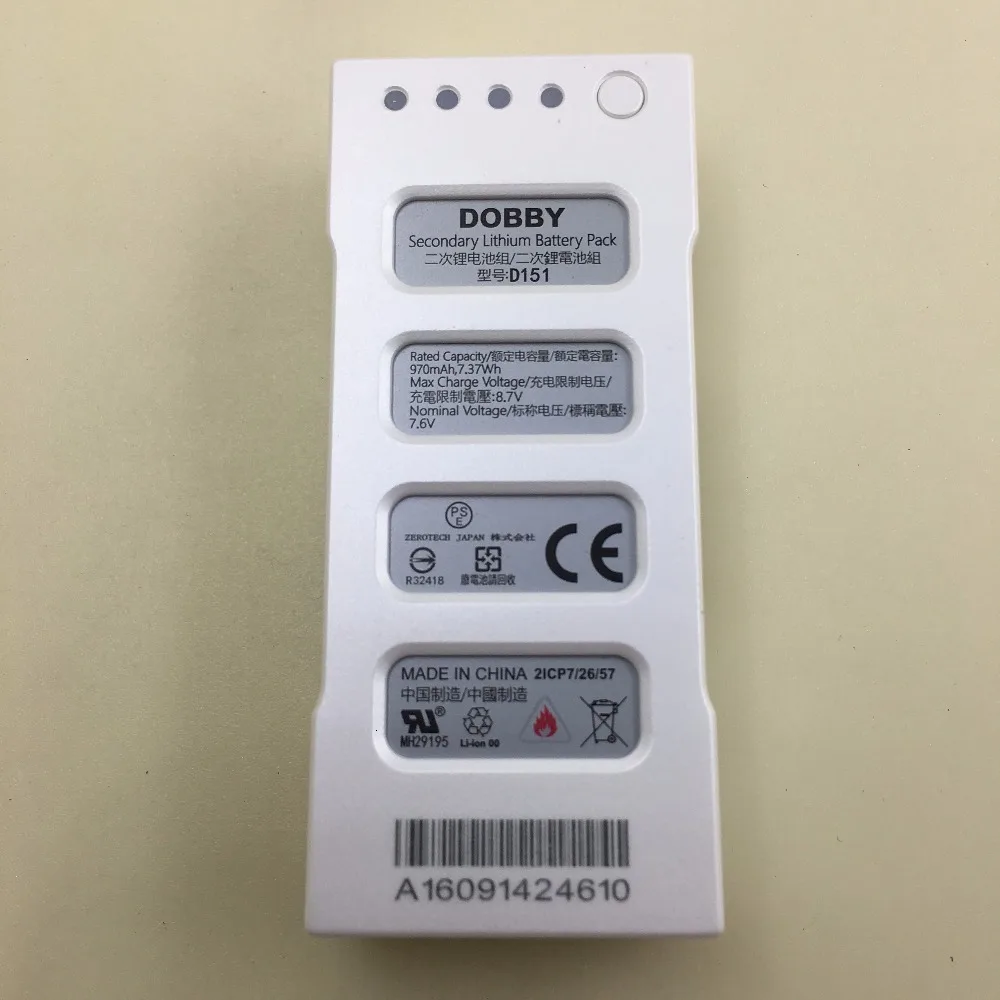 DOBBY
Secondary Lithium Battery Pack
二次锂电池组/二次鋰電池組
型号:D151
Rated Capacity/额定电容量/額定電容量:
970mAh,7.37Wh
Max Charge Voltage/充电限制电压/
充電限制電壓:8.7V
Nominal Voltage/标称电压/標稱電壓:
7.6V
PS
E
ZEROTECH JAPAN 株式会社
CE
R32418
廢電池請回收
MADE IN CHINA 2ICP7/26/57
中国制造/中國製造
RU®
MH29195
Li-ion 00
A16091424610